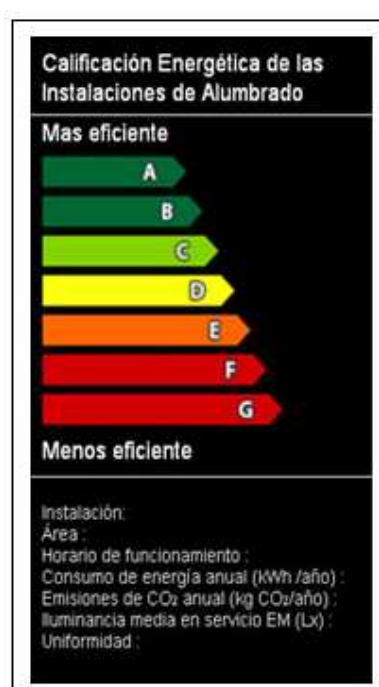 Calificación Energética de las
Instalaciones de Alumbrado
Mas eficiente
A
B
C
D
E
F
G
Menos eficiente
Instalación:
Área :
Horario de funcionamiento :
Consumo de energía anual (kWh /año) :
Emisiones de CO₂ anual (kg CO₂/año) :
Iluminancia media en servicio EM (Lx) :
Uniformidad :